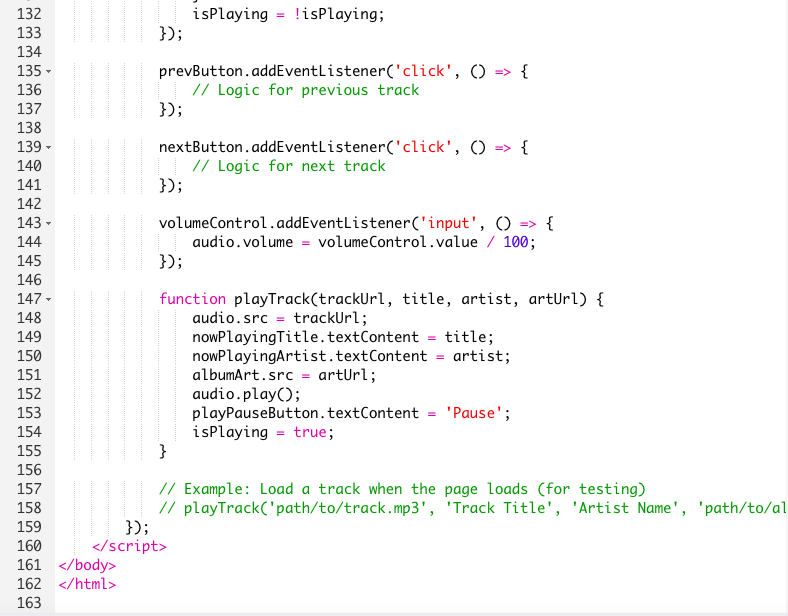 132 isPlaying = !isPlaying;
133 });
134
135 prevButton.addEventListener('click', () => {
136 // Logic for previous track
137 });
138
139 nextButton.addEventListener('click', () => {
140 // Logic for next track
141 });
142
143 volumeControl.addEventListener('input', () => {
144 audio.volume = volumeControl.value / 100;
145 });
146
147 function playTrack(trackUrl, title, artist, artUrl) {
148 audio.src = trackUrl;
149 nowPlayingTitle.textContent = title;
150 nowPlayingArtist.textContent = artist;
151 albumArt.src = artUrl;
152 audio.play();
153 playPauseButton.textContent = 'Pause';
154 isPlaying = true;
155 }
156
157 // Example: Load a track when the page loads (for testing)
158 // playTrack('path/to/track.mp3', 'Track Title', 'Artist Name', 'path/to/al
159 });
160 </script>
161 </body>
162 </html>
163